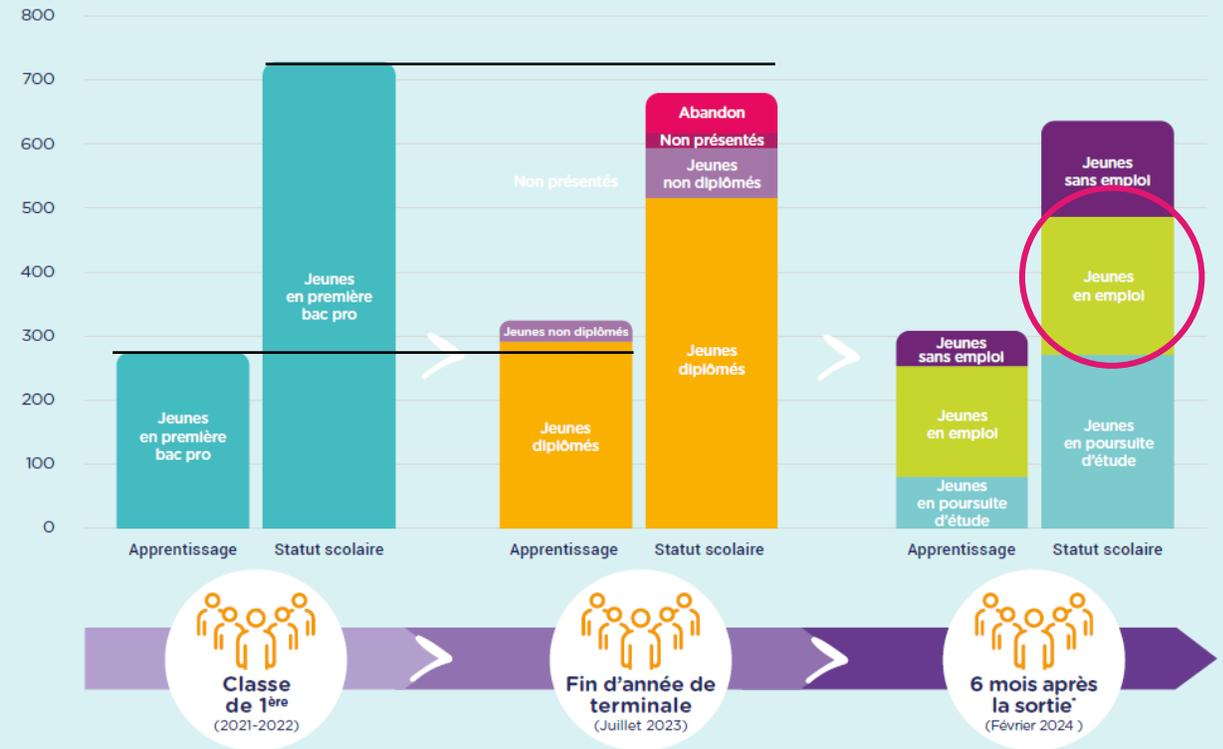 800
700
600
500
400
300
200
100
0
Jeunes
en première
bac pro
Jeunes
en première
bac pro
Non présentés
Jeunes non diplômés
Jeunes
diplômés
Abandon
Non présentés
Jeunes
non diplômés
Jeunes
diplômés
Jeunes
sans emploi
Jeunes
en emploi
Jeunes
en poursuite
d'étude
Jeunes
sans emploi
Jeunes
en emploi
Jeunes
en poursuite
d'étude
Apprentissage
Statut scolaire
Apprentissage
Statut scolaire
Apprentissage
Statut scolaire
Classe
de 1ère
(2021-2022)
Fin d'année de
terminale
(Juillet 2023)
6 mois après
la sortie*
(Février 2024 )